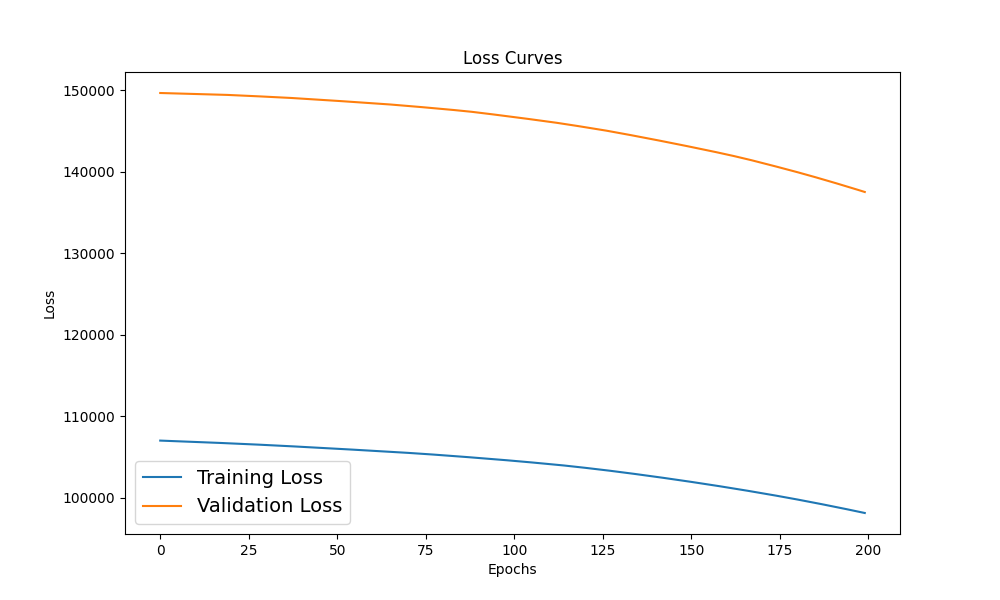 Loss Curves
150000
140000
130000
120000
110000
100000
Loss
Training Loss
Validation Loss
0 25 50 75 100 125 150 175 200
Epochs